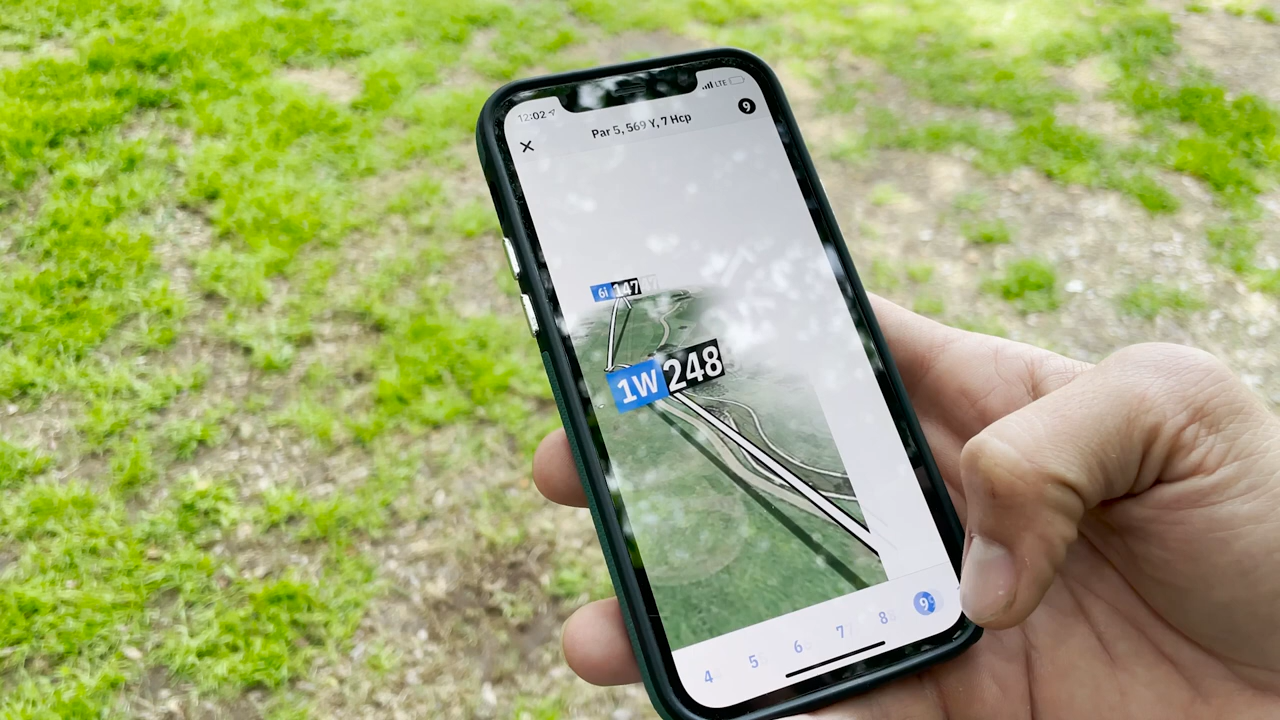 12:02
LTE
Par 5, 569 Y, 7 Hcp
9
6i 147
1W 248
4 5 6 7 8 9